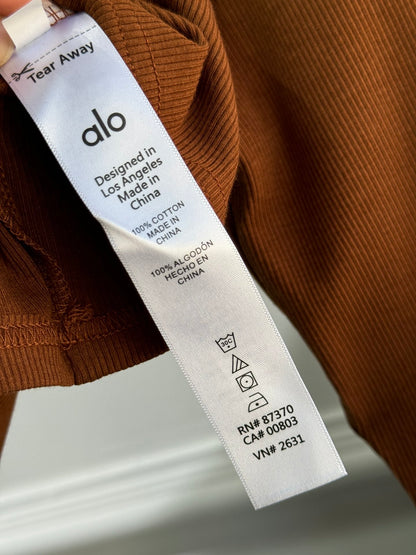 Tear Away
alo
Designed in
Los Angeles
Made in
China
100% COTTON
MADE IN
CHINA
100% ALGODÓN
HECHO EN
CHINA
30C
RN# 87370
CA# 00803
VN# 2631